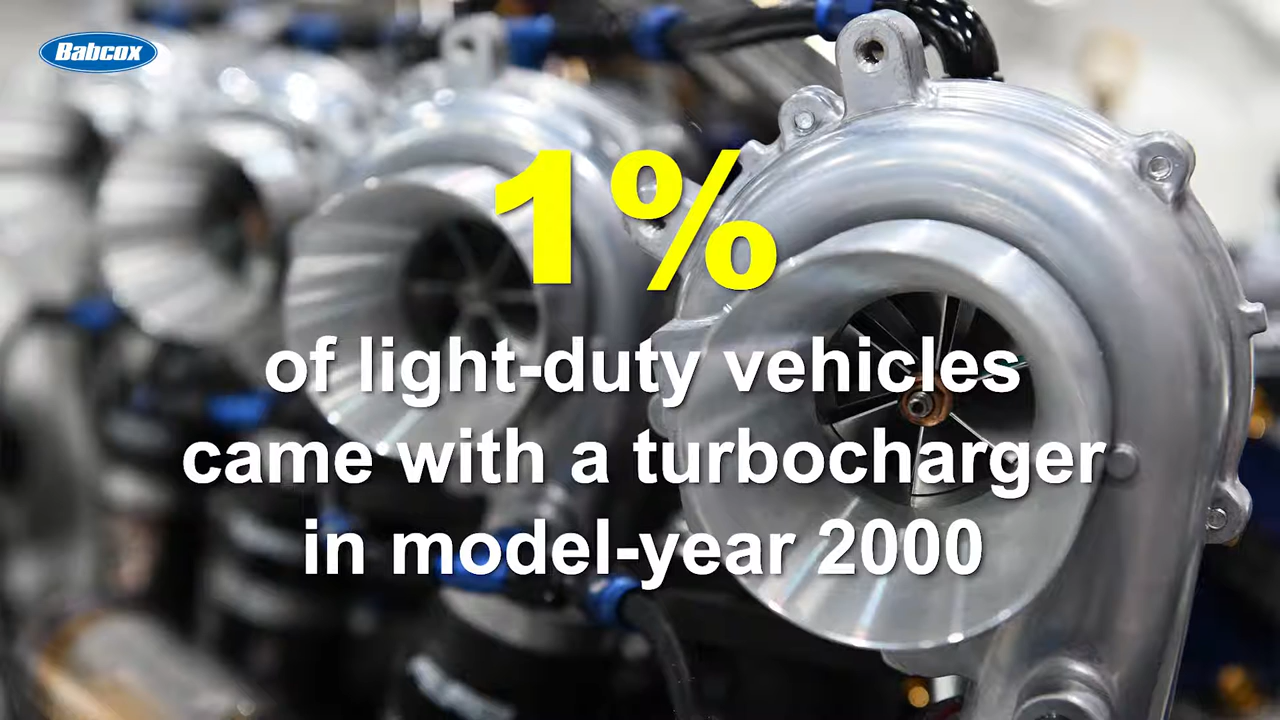 Babcox
1%
of light-duty vehicles
came with a turbocharger
in model-year 2000